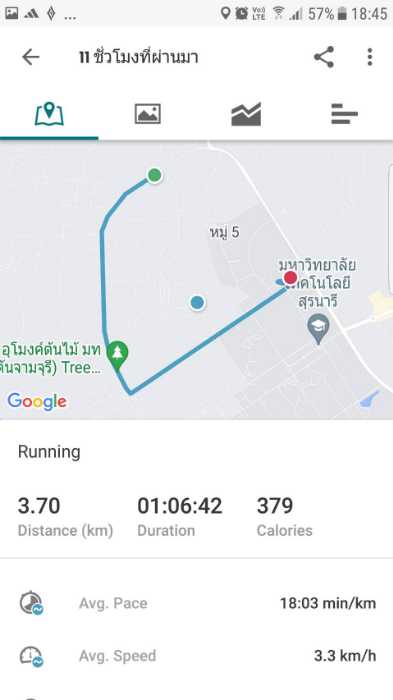 ... Vo)) LTE 57% 18:45
11 ชั่วโมงที่ผ่านมา
หมู่ 5
มหาวิทยาลัย
เทคโนโลยี
สุรนารี
อุโมงค์ต้นไม้ มท
ต้นจามจุรี) Tree...
Google
Running
3.70 01:06:42 379
Distance (km) Duration Calories
Avg. Pace 18:03 min/km
Avg. Speed 3.3 km/h